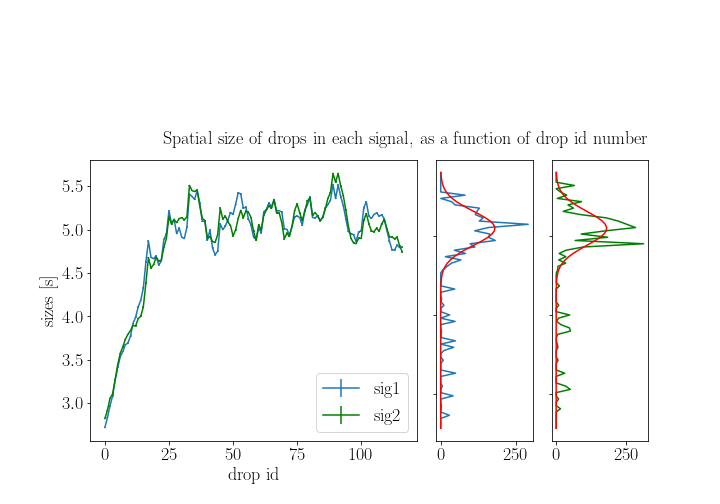 Spatial size of drops in each signal, as a function of drop id number
sizes [s]
5.5
5.0
4.5
4.0
3.5
3.0
sig1
sig2
0 25 50 75 100
0 250
0 250
drop id